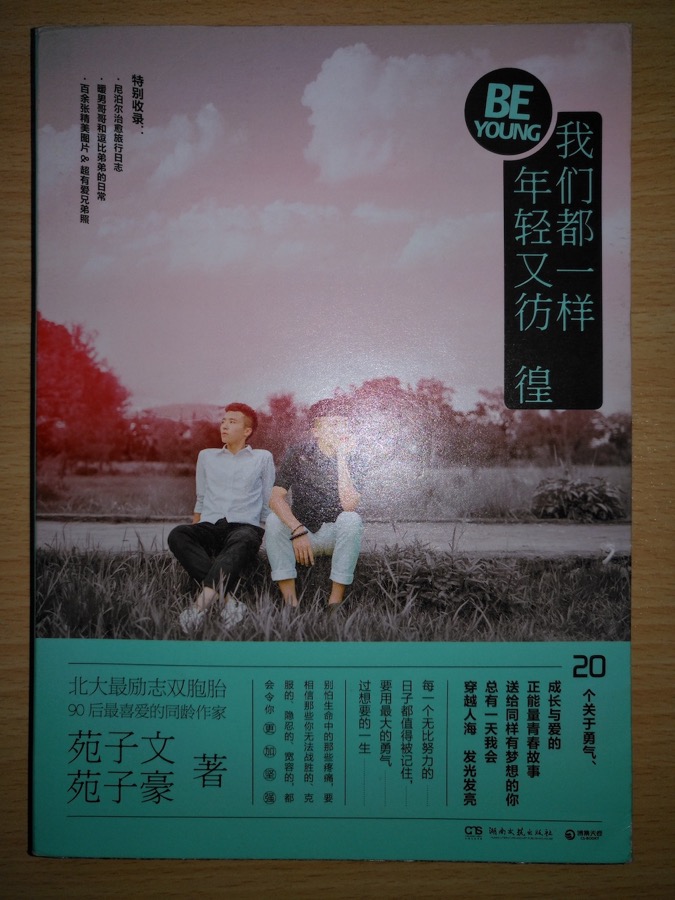 BE
YOUNG
我们都一样
年轻又彷 徨
特别收录:
·尼泊尔治愈旅行日志
·暖男哥哥和逗比弟弟的日常
·百余张精美图片 & 超有爱兄弟照
20
个关于勇气、
成长与爱的
正能量青春故事
送给同样有梦想的你
总有一天我会
穿越人海 发光发亮
每一个无比努力的
日子都值得被记住,
要用最大的勇气
过想要的一生
别怕生命中的那些疼痛,要
相信那些你无法战胜的、克
服的、隐忍的、宽容的,都
会令你更加坚强
北大最励志双胞胎
90后最喜爱的同龄作家
苑子文
苑子豪
著
湖南文艺出版社
博集天卷